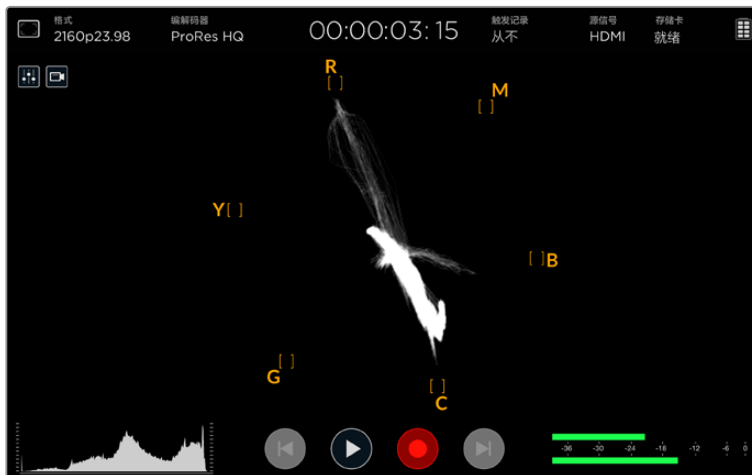 格式
2160p23.98
编解码器
ProRes HQ
00:00:03:15
触发记录
从不
源信号
HDMI
存储卡
就绪
R
M
Y
B
G
C
-36 -30 -24 -18 -12 -6 0